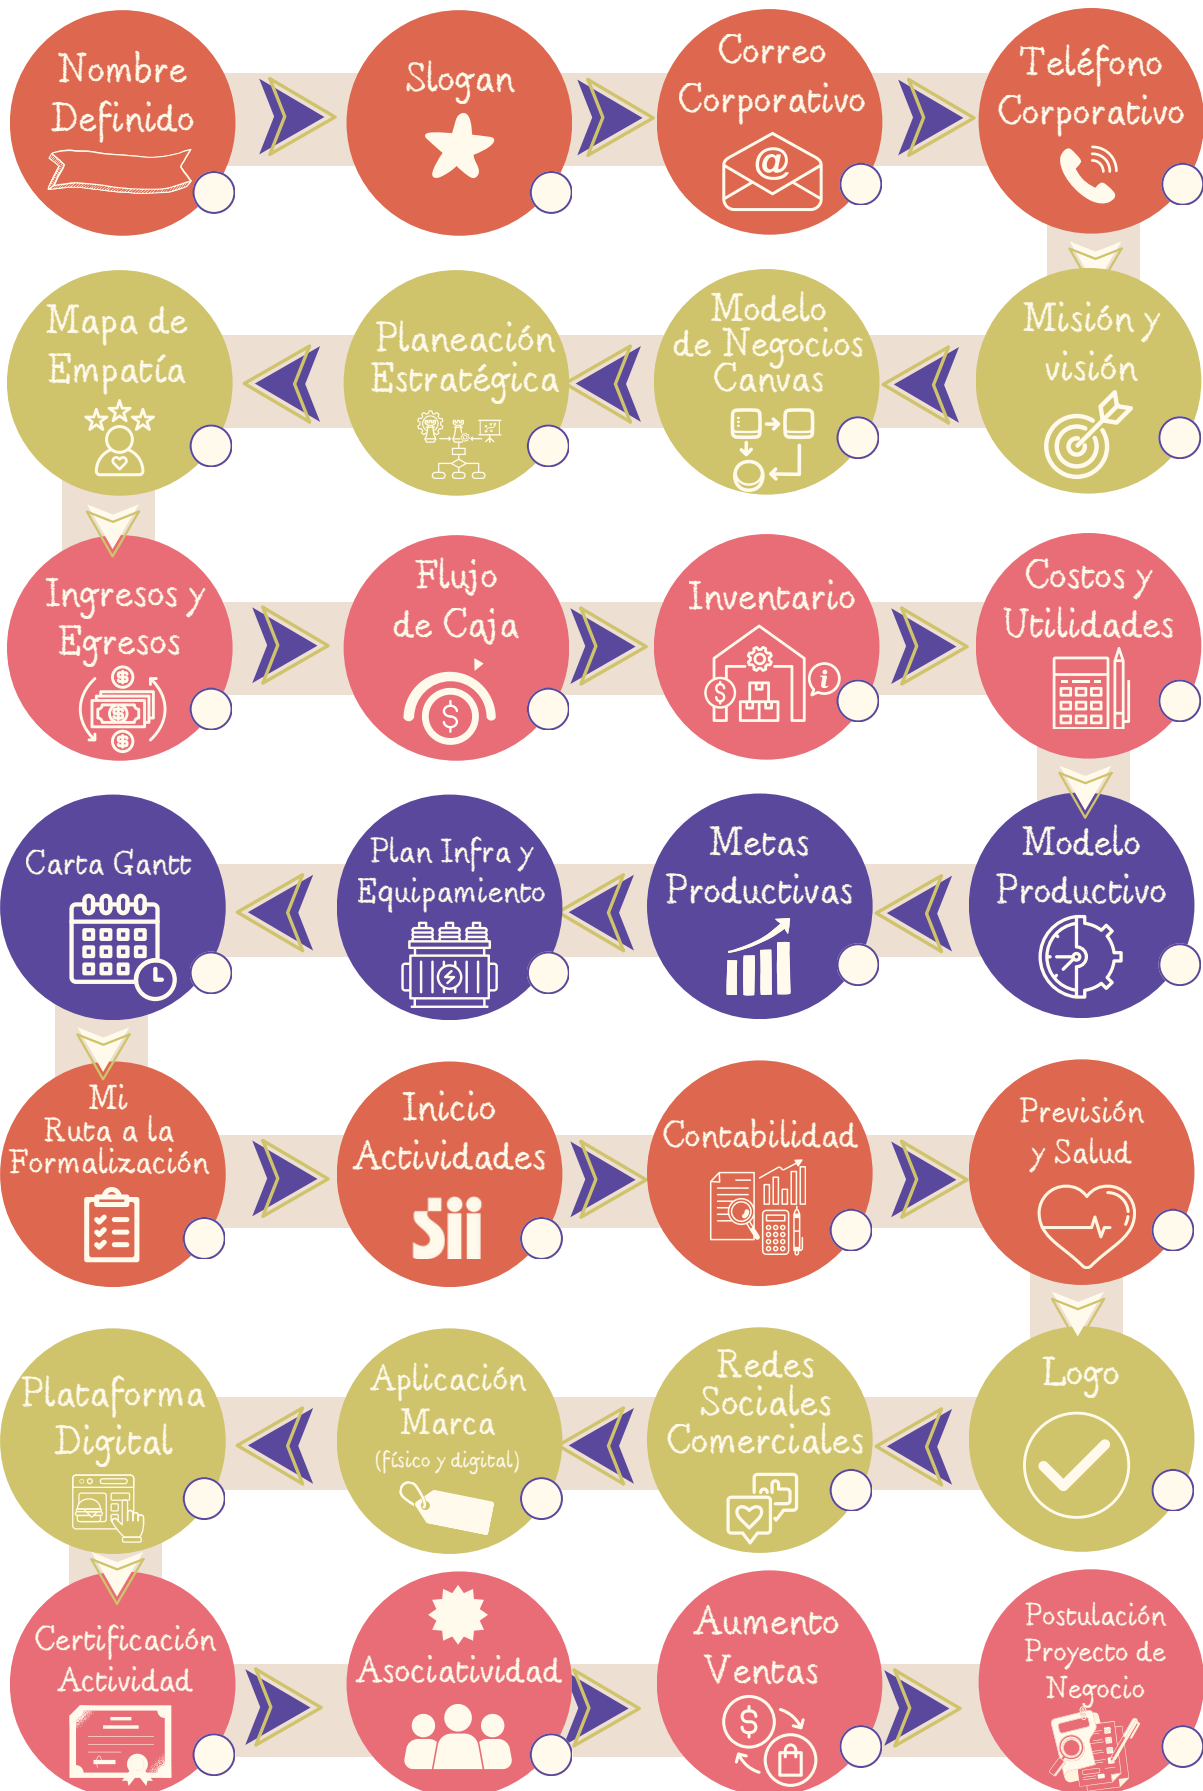 Nombre
Definido
Slogan
Correo
Corporativo
@
Teléfono
Corporativo
Misión y
visión
Modelo
de Negocios
Canvas
Planeación
Estratégica
Mapa de
Empatía
Ingresos y
Egresos
$
$
$
Flujo
de Caja
$
Inventario
$
i
Costos y
Utilidades
Modelo
Productivo
Metas
Productivas
Plan Infra y
Equipamiento
Carta Gantt
Mi
Ruta a la
Formalización
Inicio
Actividades
Sii
Contabilidad
Previsión
y Salud
Logo
Redes
Sociales
Comerciales
Aplicación
Marca
(físico y digital)
Plataforma
Digital
Certificación
Actividad
Asociatividad
Aumento
Ventas
$
Postulación
Proyecto de
Negocio